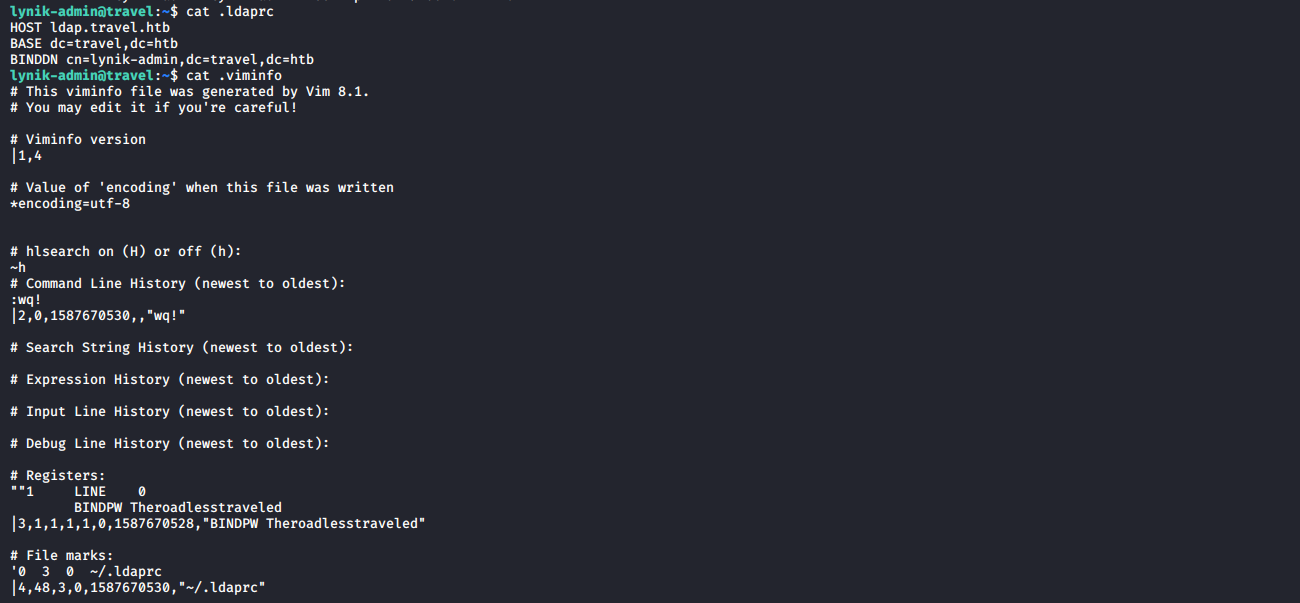 lynik-admin@travel:~$ cat .ldaprc
HOST ldap.travel.htb
BASE dc=travel,dc=htb
BINDDN cn=lynik-admin,dc=travel,dc=htb
lynik-admin@travel:~$ cat .viminfo
# This viminfo file was generated by Vim 8.1.
# You may edit it if you're careful!
# Viminfo version
|1,4
# Value of 'encoding' when this file was written
*encoding=utf-8
# hlsearch on (H) or off (h):
~h
# Command Line History (newest to oldest):
:wq!
|2,0,1587670530,,"wq!"
# Search String History (newest to oldest):
# Expression History (newest to oldest):
# Input Line History (newest to oldest):
# Debug Line History (newest to oldest):
# Registers:
""1     LINE    0
        BINDPW Theroadlesstraveled
|3,1,1,1,1,0,1587670528,"BINDPW Theroadlesstraveled"
# File marks:
'0  3  0  ~/.ldaprc
|4,48,3,0,1587670530,"~/.ldaprc"